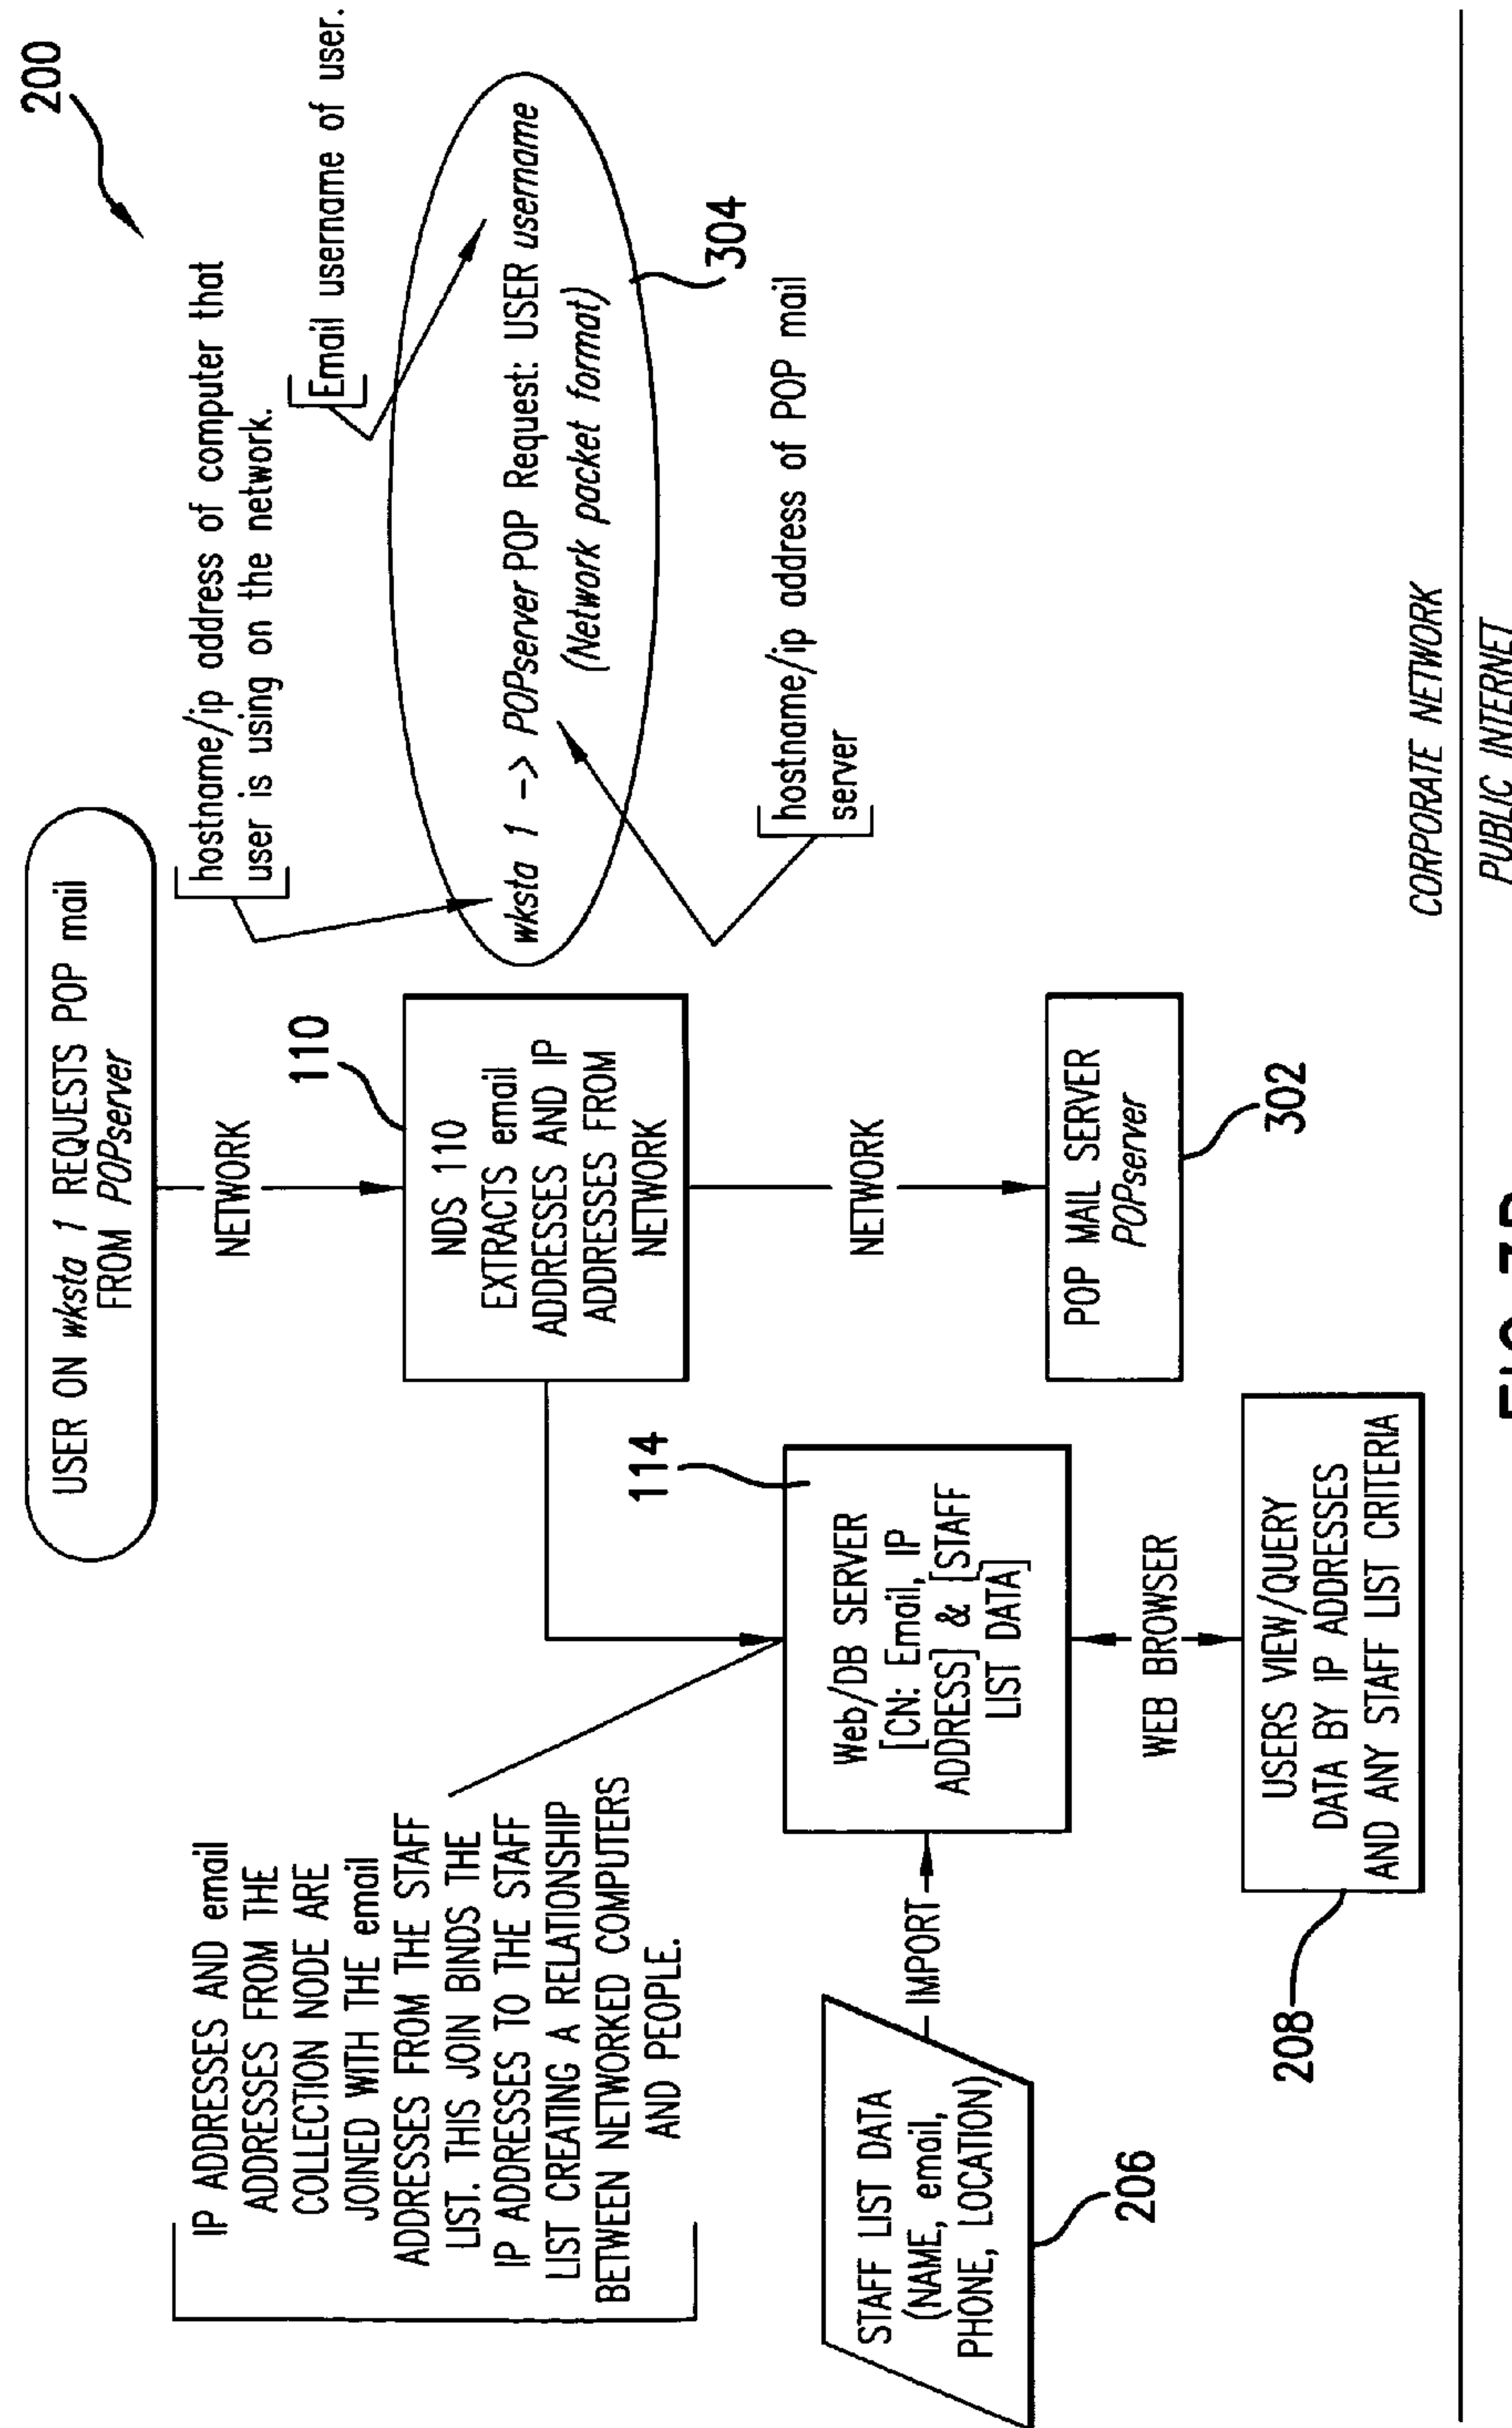 200
USER ON wksta 1 REQUESTS POP mail
FROM POPserver
NETWORK
hostname/ip address of computer that
user is using on the network.
Email username of user.
110
NDS 110
EXTRACTS email
ADDRESSES AND IP
ADDRESSES FROM
NETWORK
wksta 1 -> POPserver POP Request: USER username
(Network packet format)
304
hostname/ip address of POP mail
server
IP ADDRESSES AND email
ADDRESSES FROM THE
COLLECTION NODE ARE
JOINED WITH THE email
ADDRESSES FROM THE STAFF
LIST. THIS JOIN BINDS THE
IP ADDRESSES TO THE STAFF
LIST CREATING A RELATIONSHIP
BETWEEN NETWORKED COMPUTERS
AND PEOPLE.
114
Web/DB SERVER
[CN: Email, IP
ADDRESS] & [STAFF
LIST DATA]
NETWORK
POP MAIL SERVER
POPserver
302
STAFF LIST DATA
(NAME, email,
PHONE, LOCATION)
206
IMPORT
WEB BROWSER
USERS VIEW/QUERY
DATA BY IP ADDRESSES
AND ANY STAFF LIST CRITERIA
208
CORPORATE NETWORK
PUBLIC INTERNET